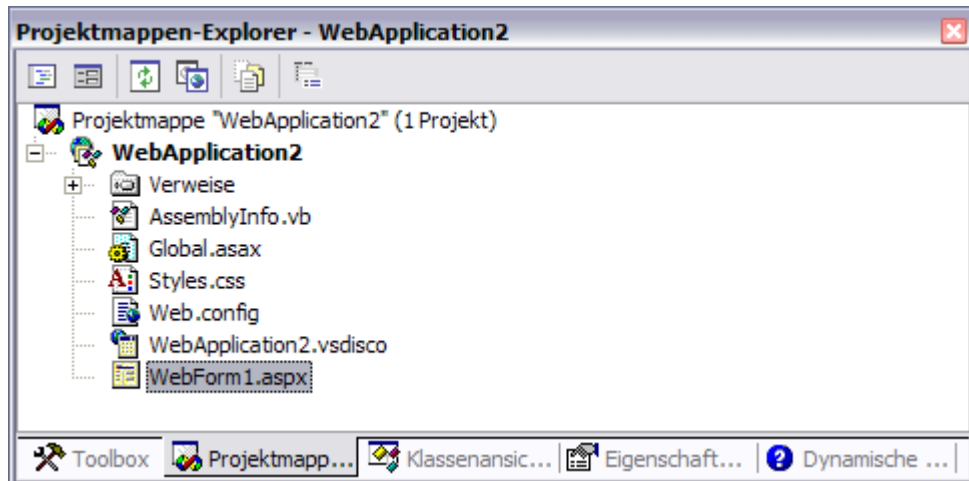 Projektmappen-Explorer - WebApplication2
Projektmappe "WebApplication2" (1 Projekt)
WebApplication2
Verweise
AssemblyInfo.vb
Global.asax
Styles.css
Web.config
WebApplication2.vsdisco
WebForm1.aspx
Toolbox Projektmapp... Klassenansic... Eigenschaft... Dynamische ...